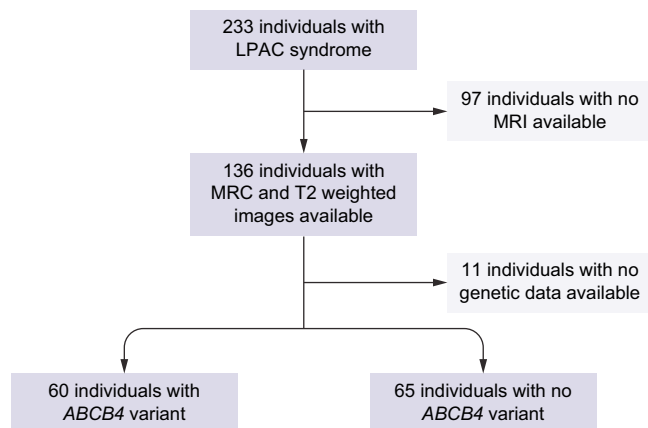 233 individuals with
LPAC syndrome
97 individuals with no
MRI available
136 individuals with
MRC and T2 weighted
images available
11 individuals with no
genetic data available
60 individuals with
ABCB4 variant
65 individuals with no
ABCB4 variant